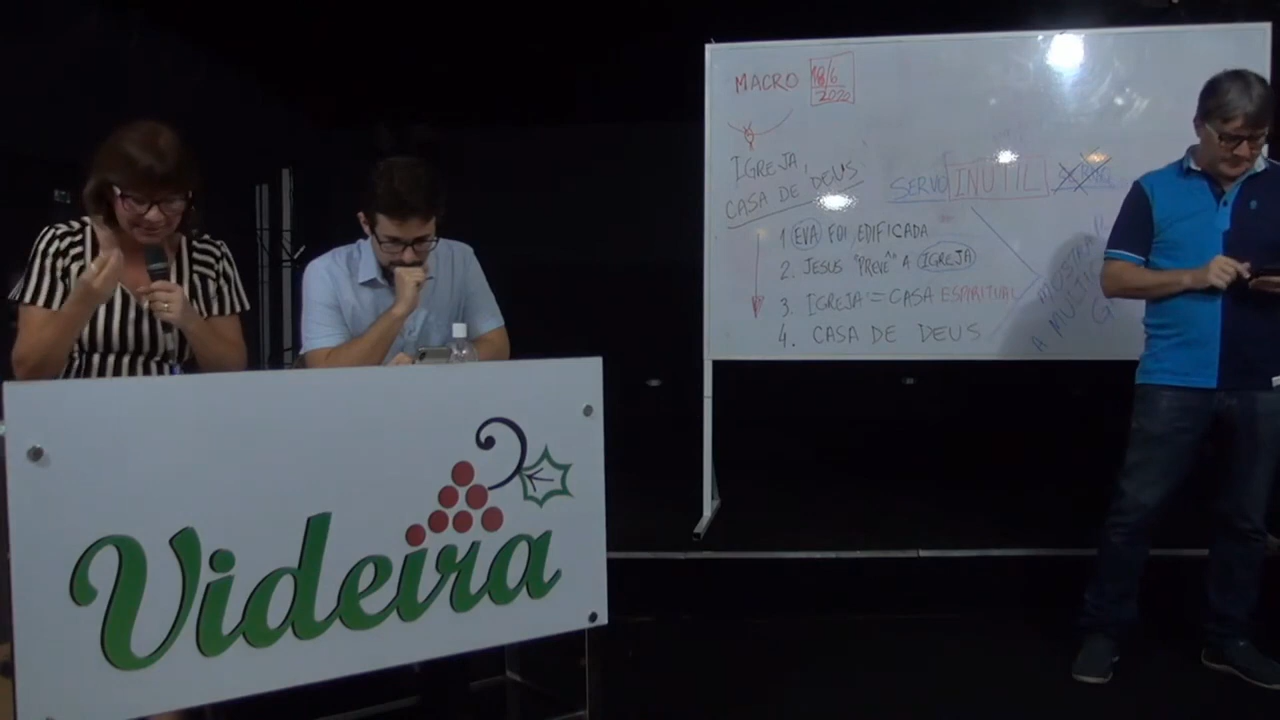 MACRO 18/6
2020
IGREJA,
CASA DE DEUS
SERVO INUTIL
1 EVA FOI EDIFICADA
2. JESUS "PREVÊ" A IGREJA
3. IGREJA = CASA ESPIRITUAL
4. CASA DE DEUS
A MULTI
Videira